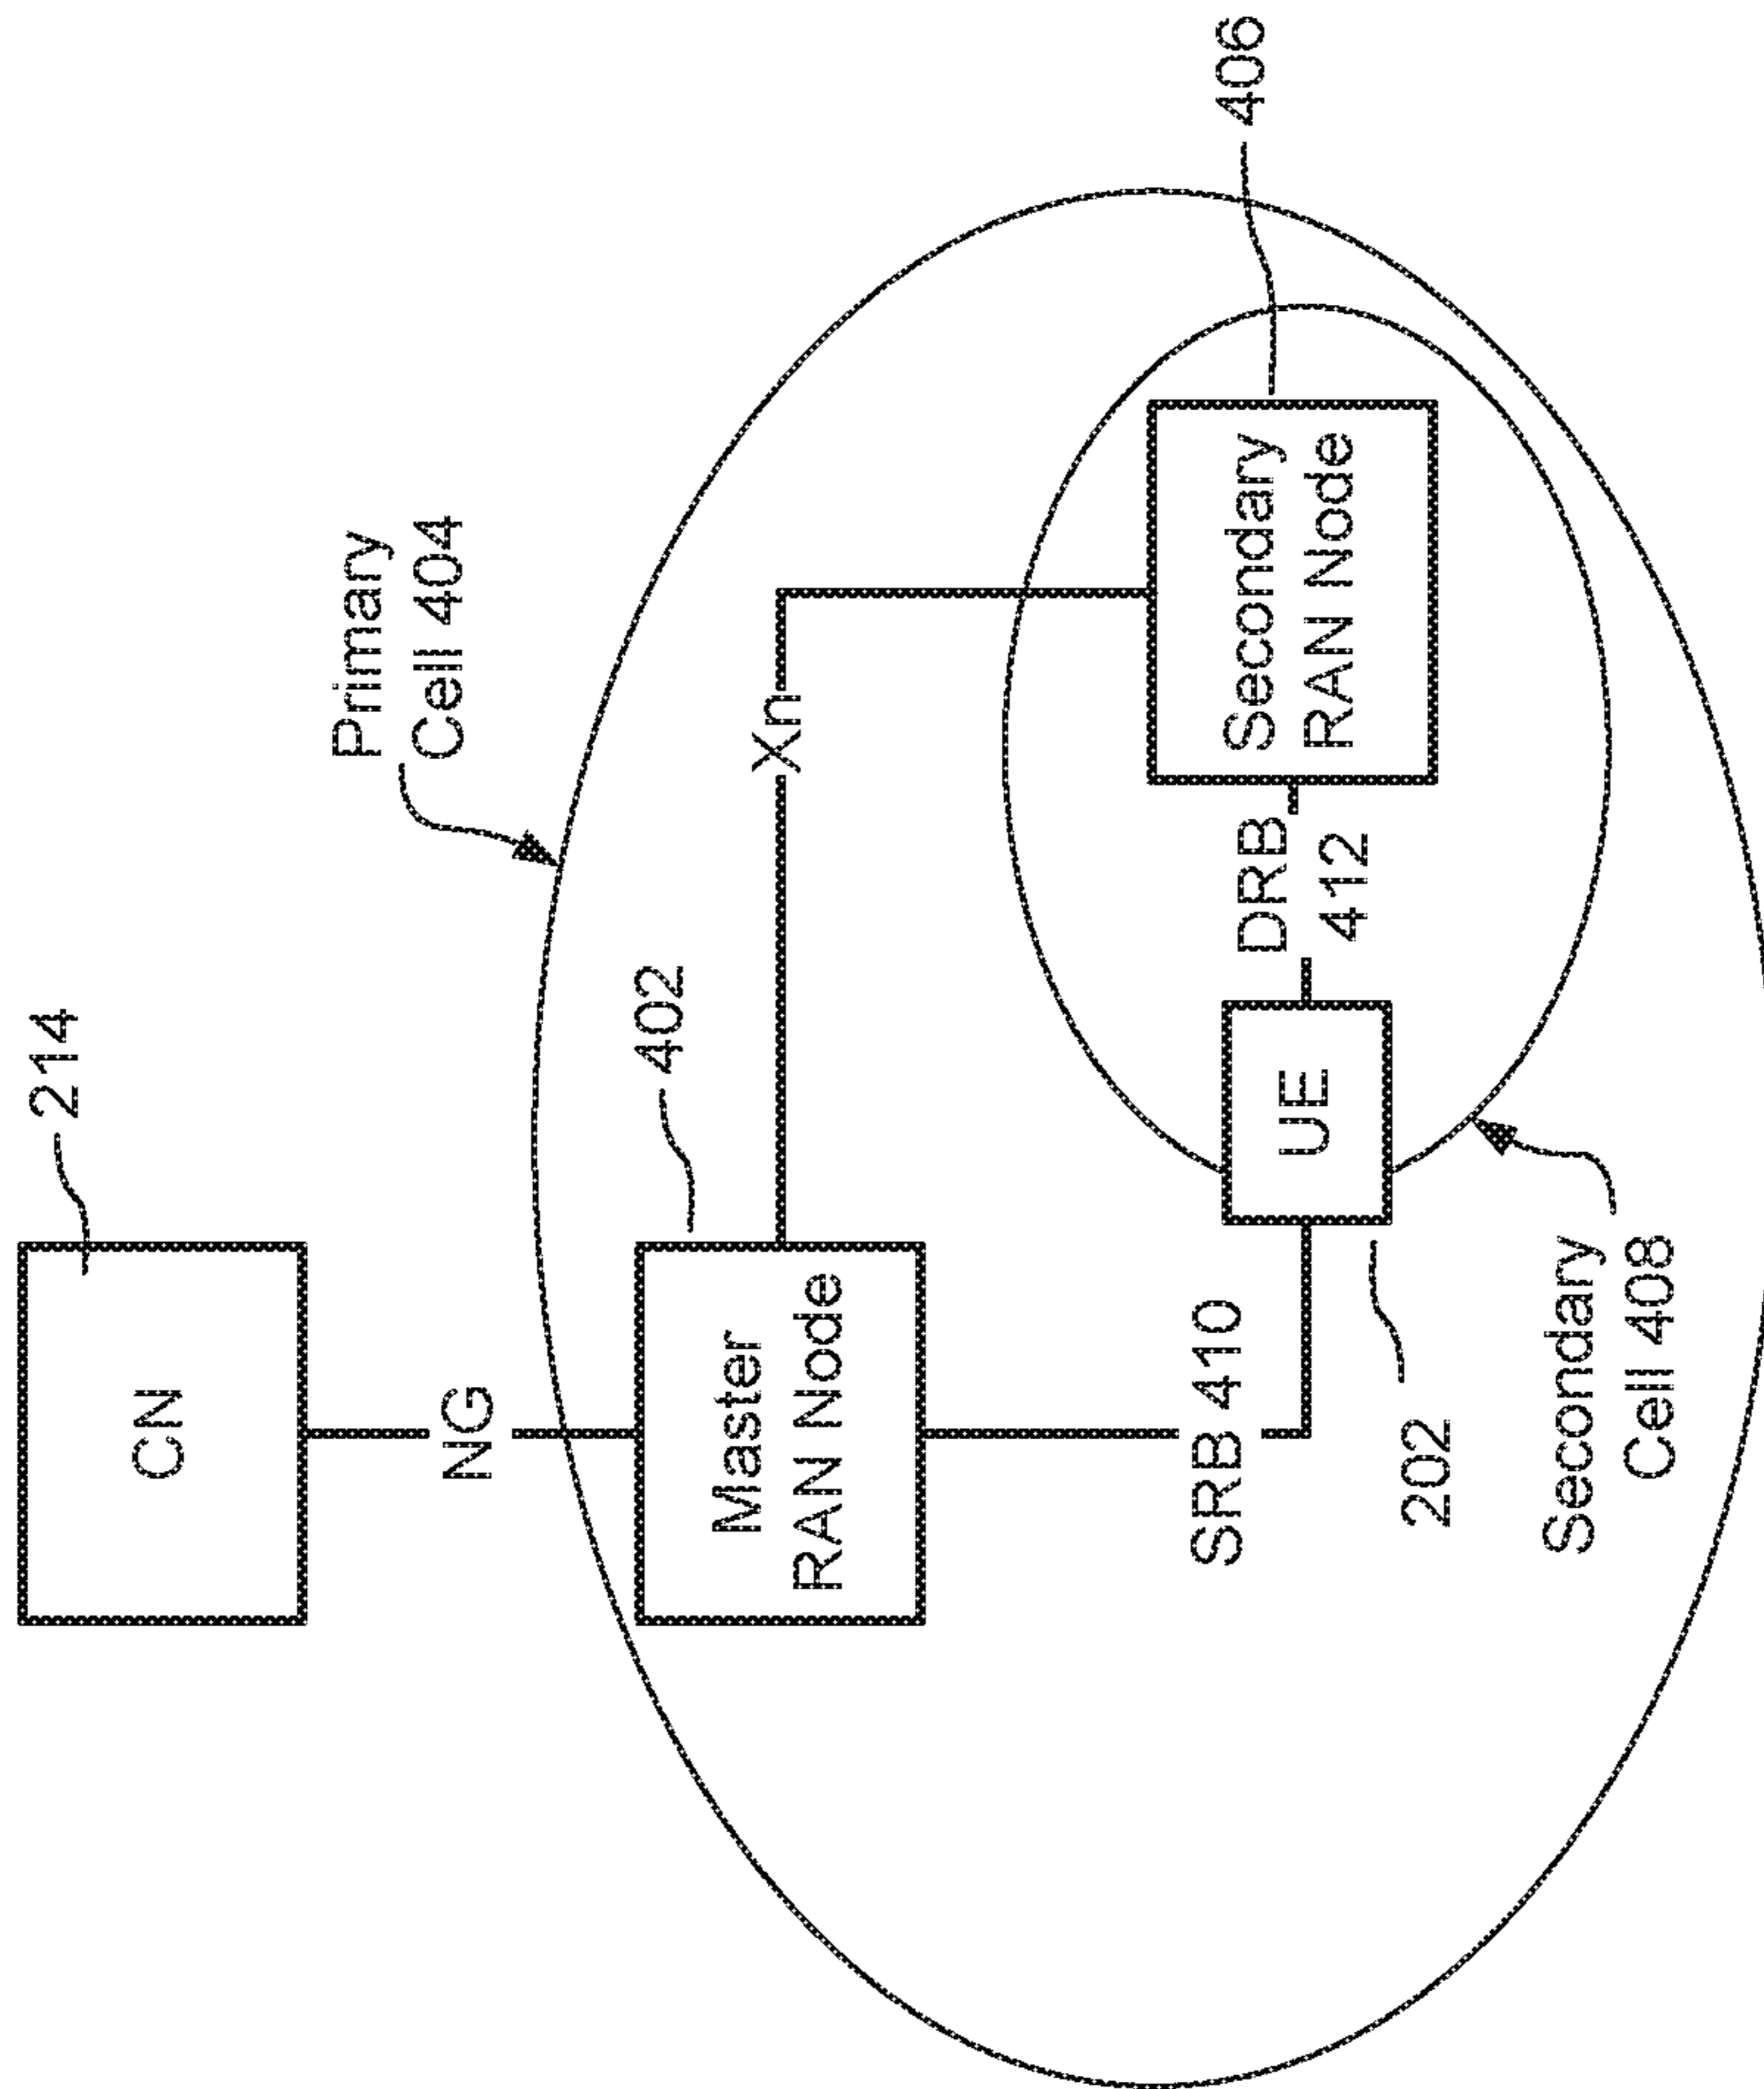 CN
214
NG
Primary
Cell 404
Master
RAN Node
402
Xn
SRB 410
UE
202
DRB
412
Secondary
RAN Node
406
Secondary
Cell 408